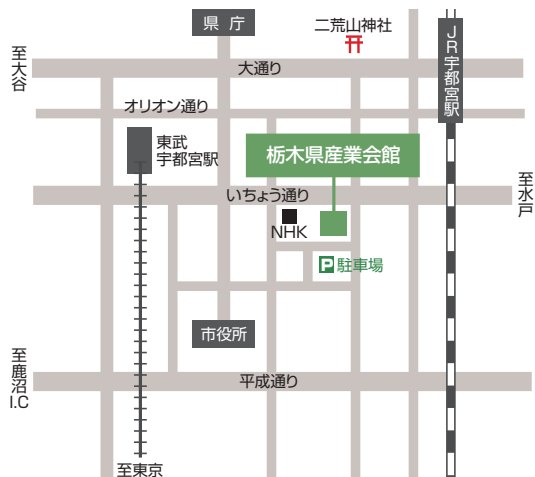 県庁
二荒山神社
JR宇都宮駅
至大谷
大通り
オリオン通り
東武
宇都宮駅
栃木県産業会館
至水戸
いちょう通り
NHK
P 駐車場
市役所
至鹿沼
I.C
平成通り
至東京